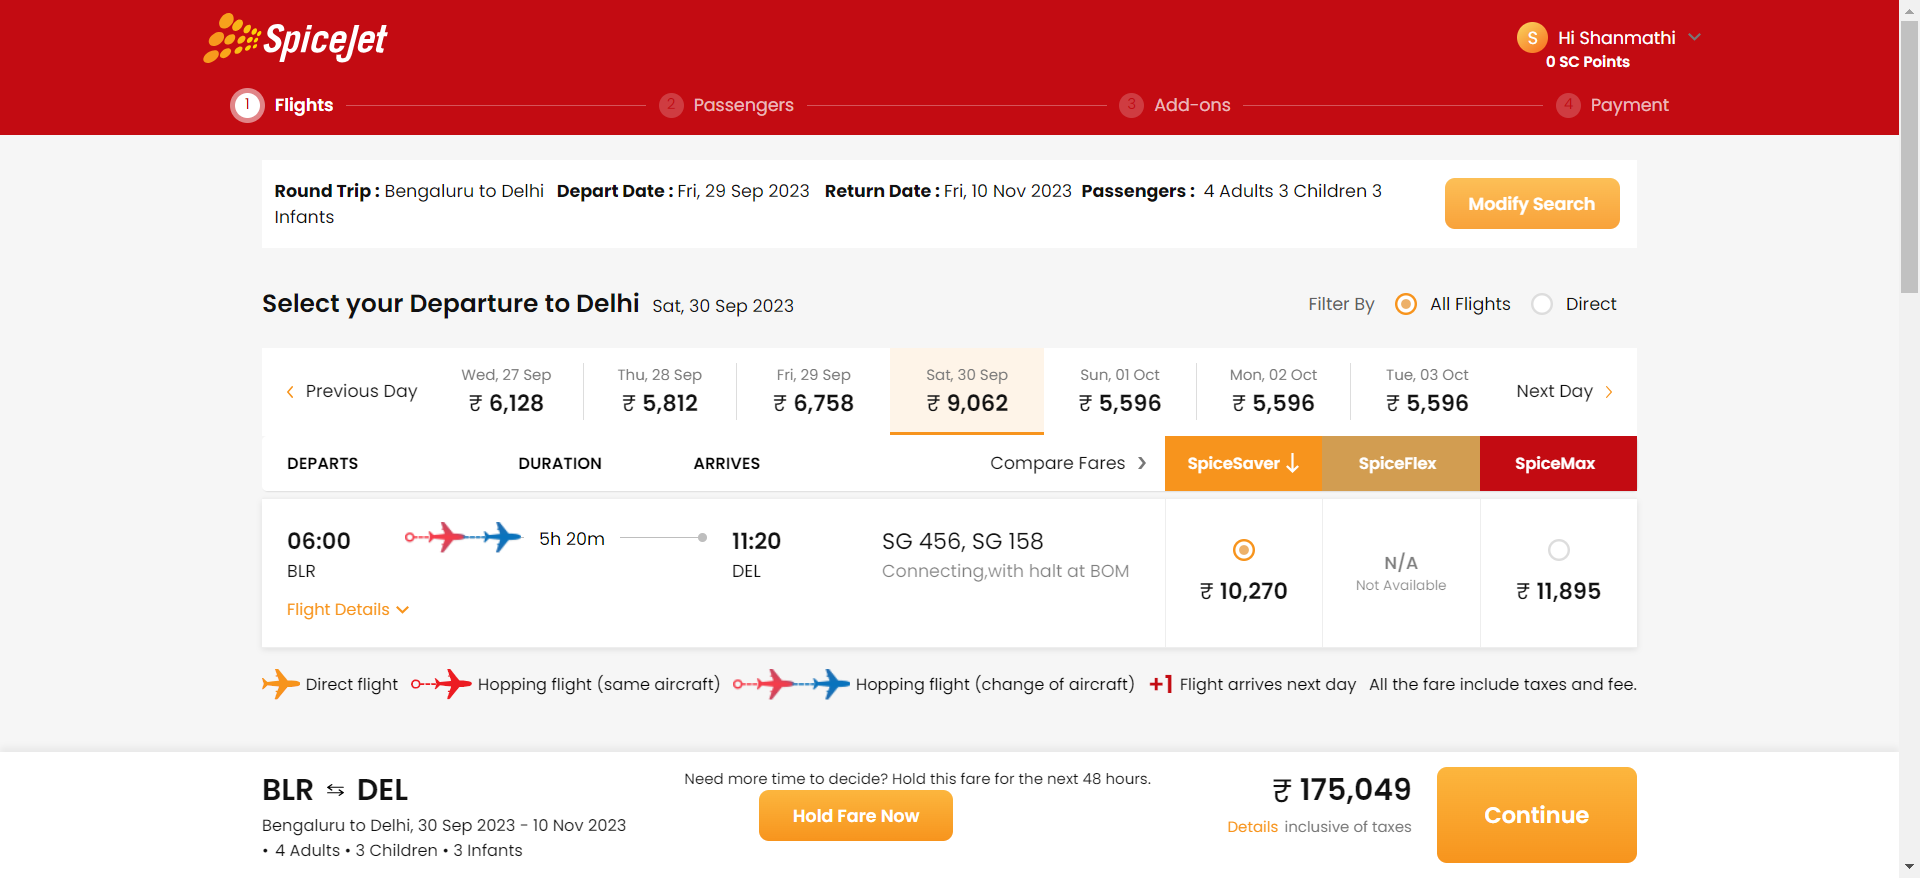 SpiceJet
S Hi Shanmathi
0 SC Points
1 Flights 2 Passengers 3 Add-ons 4 Payment
Round Trip : Bengaluru to Delhi Depart Date : Fri, 29 Sep 2023 Return Date : Fri, 10 Nov 2023 Passengers : 4 Adults 3 Children 3
Infants
Modify Search
Select your Departure to Delhi Sat, 30 Sep 2023
Filter By All Flights Direct
Previous Day
Wed, 27 Sep Thu, 28 Sep Fri, 29 Sep Sat, 30 Sep Sun, 01 Oct Mon, 02 Oct Tue, 03 Oct
₹ 6,128 ₹ 5,812 ₹ 6,758 ₹ 9,062 ₹ 5,596 ₹ 5,596 ₹ 5,596
Next Day
DEPARTS DURATION ARRIVES Compare Fares SpiceSaver ↓ SpiceFlex SpiceMax
06:00 5h 20m 11:20 SG 456, SG 158
BLR DEL Connecting,with halt at BOM
Flight Details
₹ 10,270
N/A
Not Available
₹ 11,895
Direct flight Hopping flight (same aircraft) Hopping flight (change of aircraft) +1 Flight arrives next day All the fare include taxes and fee.
BLR ⇆ DEL
Bengaluru to Delhi, 30 Sep 2023 - 10 Nov 2023
• 4 Adults • 3 Children • 3 Infants
Need more time to decide? Hold this fare for the next 48 hours.
Hold Fare Now
₹ 175,049
Details inclusive of taxes
Continue